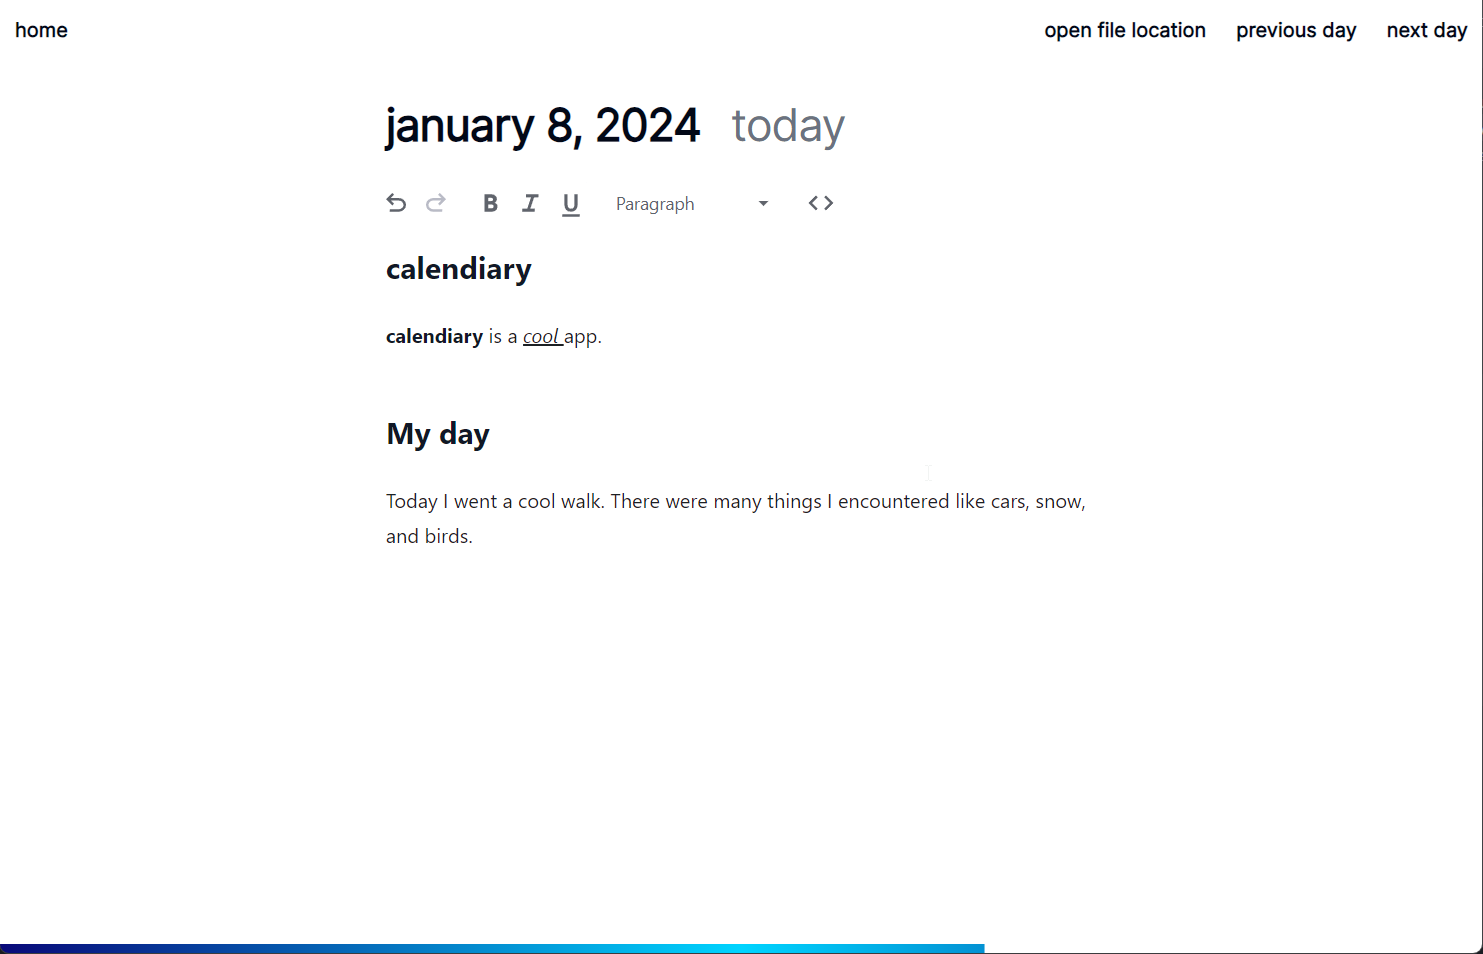 home
open file location previous day next day
january 8, 2024 today
B I U Paragraph <>
calendiary
calendiary is a cool app.
My day
Today I went a cool walk. There were many things I encountered like cars, snow,
and birds.